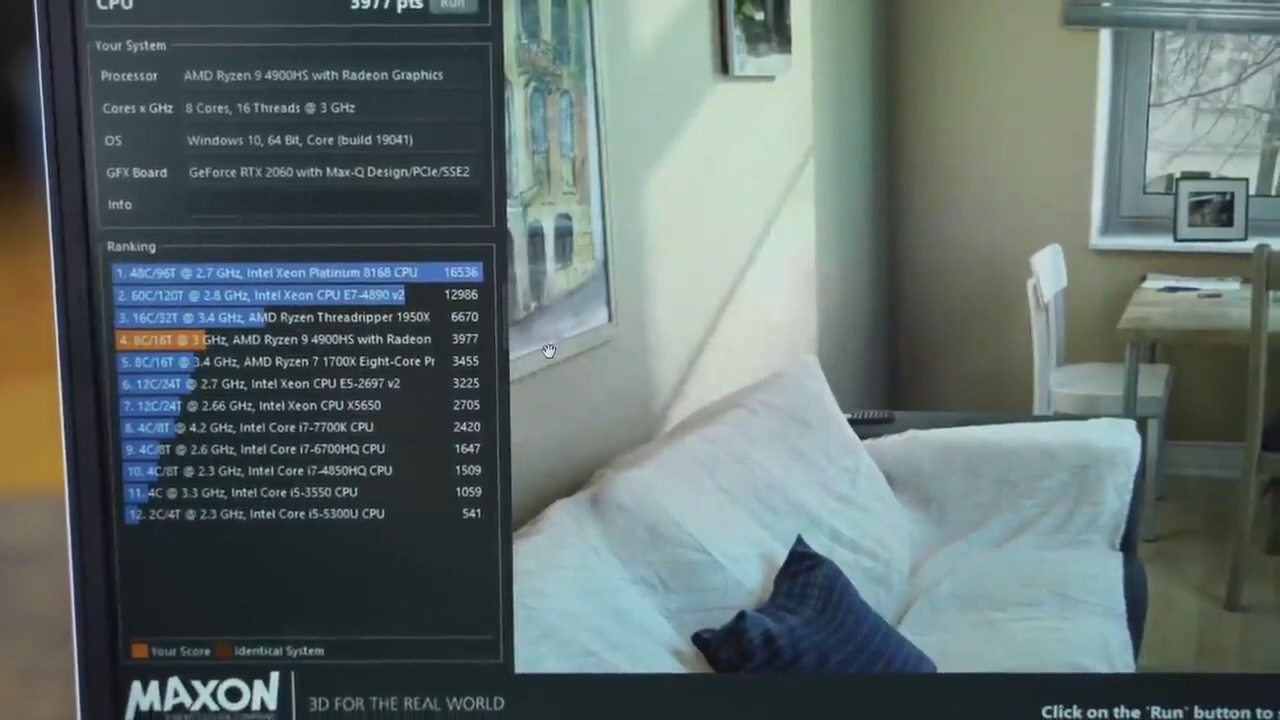 CPU 3977 pts Run
Your System
Processor AMD Ryzen 9 4900HS with Radeon Graphics
Cores x GHz 8 Cores, 16 Threads @ 3 GHz
OS Windows 10, 64 Bit, Core (build 19041)
GFX Board GeForce RTX 2060 with Max-Q Design/PCIe/SSE2
Info
Ranking
1. 48C/96T @ 2.7 GHz, Intel Xeon Platinum 8168 CPU 16536
2. 60C/120T @ 2.8 GHz, Intel Xeon CPU E7-4890 v2 12986
3. 16C/32T @ 3.4 GHz, AMD Ryzen Threadripper 1950X 6670
4. 8C/16T @ 3 GHz, AMD Ryzen 9 4900HS with Radeon 3977
5. 8C/16T @ 3.4 GHz, AMD Ryzen 7 1700X Eight-Core Pr 3455
6. 12C/24T @ 2.7 GHz, Intel Xeon CPU E5-2697 v2 3225
7. 12C/24T @ 2.66 GHz, Intel Xeon CPU X5650 2705
8. 4C/8T @ 4.2 GHz, Intel Core i7-7700K CPU 2420
9. 4C/8T @ 2.6 GHz, Intel Core i7-6700HQ CPU 1647
10. 4C/8T @ 2.3 GHz, Intel Core i7-4850HQ CPU 1509
11. 4C @ 3.3 GHz, Intel Core i5-3550 CPU 1059
12. 2C/4T @ 2.3 GHz, Intel Core i5-5300U CPU 541
Your Score Identical System
MAXON 3D FOR THE REAL WORLD
Click on the 'Run' button to